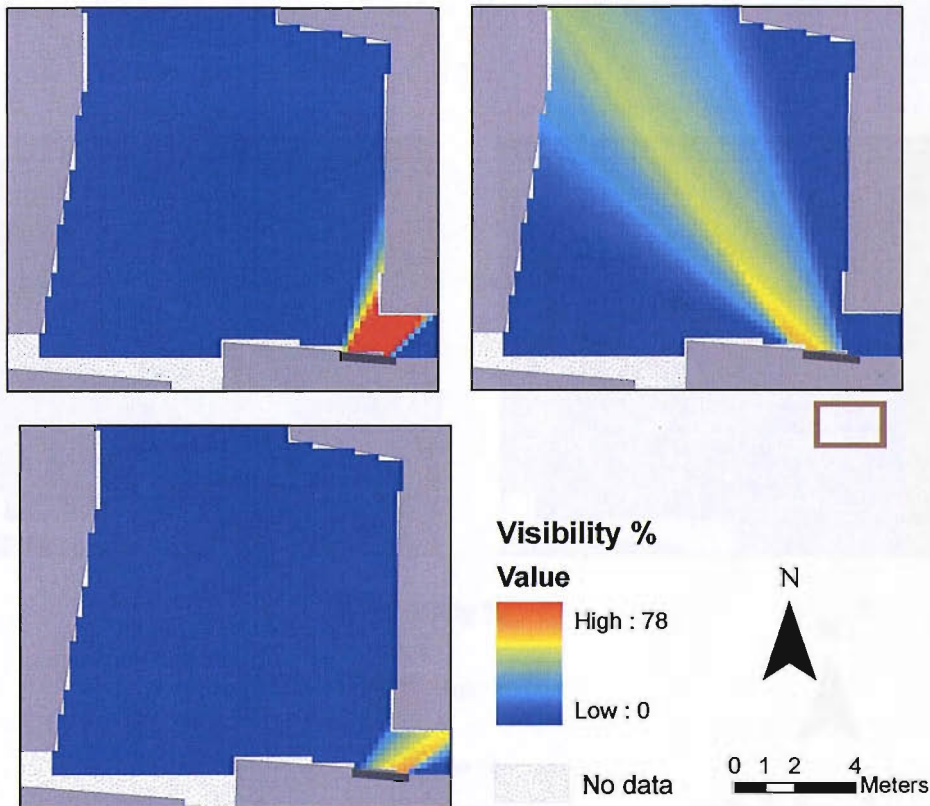 Visibility %
Value
High : 78
Low : 0
No data
N
0 1 2 4
Meters